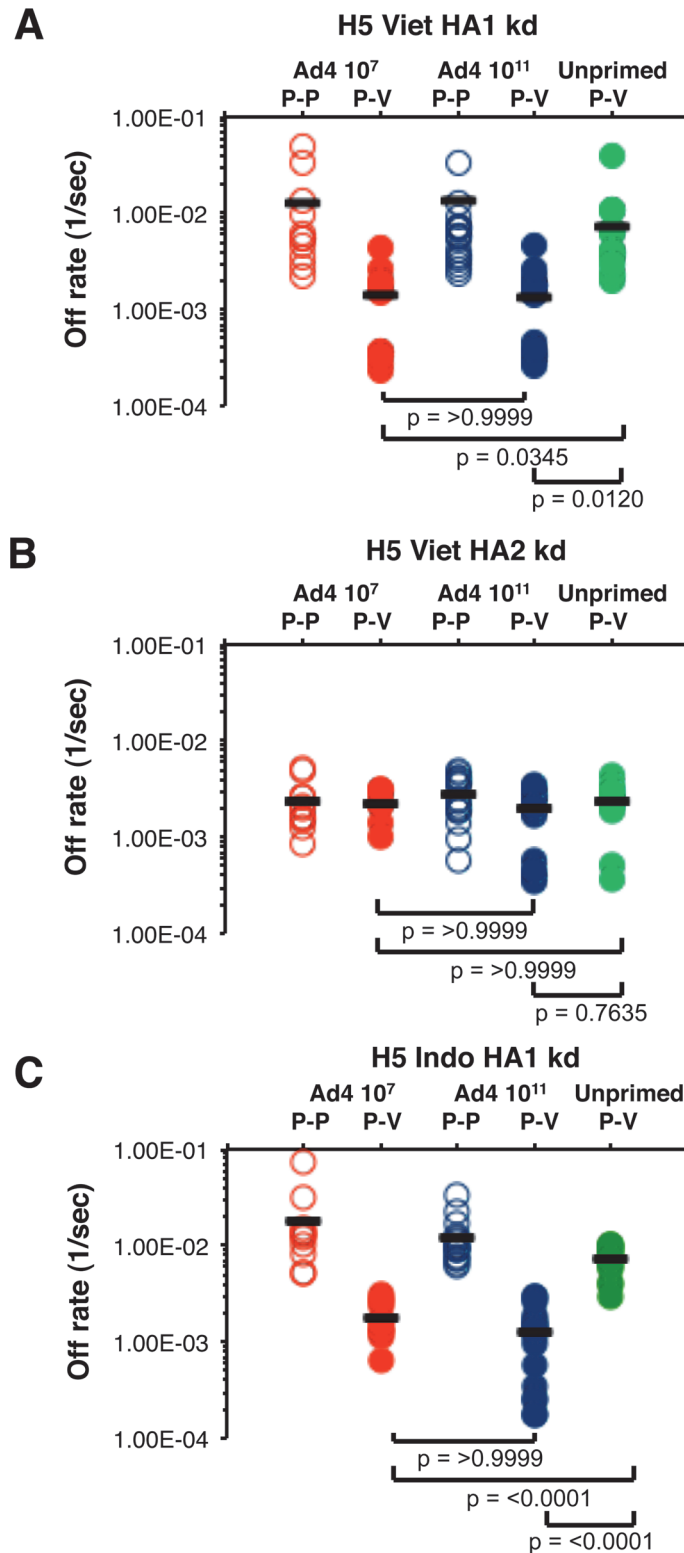 A
H5 Viet HA1 kd
Ad4 10⁷ Ad4 10¹¹ Unprimed
P-P P-V P-P P-V P-V
Off rate (1/sec)
1.00E-01
1.00E-02
1.00E-03
1.00E-04
p = >0.9999
p = 0.0345
p = 0.0120
B
H5 Viet HA2 kd
Ad4 10⁷ Ad4 10¹¹ Unprimed
P-P P-V P-P P-V P-V
Off rate (1/sec)
1.00E-01
1.00E-02
1.00E-03
1.00E-04
p = >0.9999
p = >0.9999
p = 0.7635
C
H5 Indo HA1 kd
Ad4 10⁷ Ad4 10¹¹ Unprimed
P-P P-V P-P P-V P-V
Off rate (1/sec)
1.00E-01
1.00E-02
1.00E-03
1.00E-04
p = >0.9999
p = <0.0001
p = <0.0001